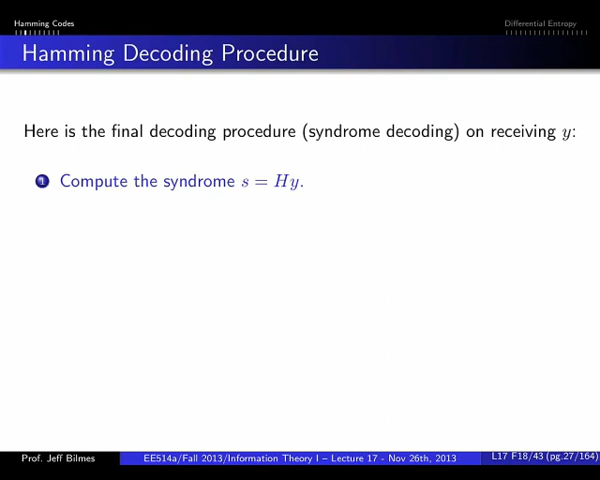 Hamming Codes
Differential Entropy
Hamming Decoding Procedure
Here is the final decoding procedure (syndrome decoding) on receiving y:
1 Compute the syndrome s = Hy.
Prof. Jeff Bilmes
EE514a/Fall 2013/Information Theory I – Lecture 17 - Nov 26th, 2013
L17 F18/43 (pg.27/164)